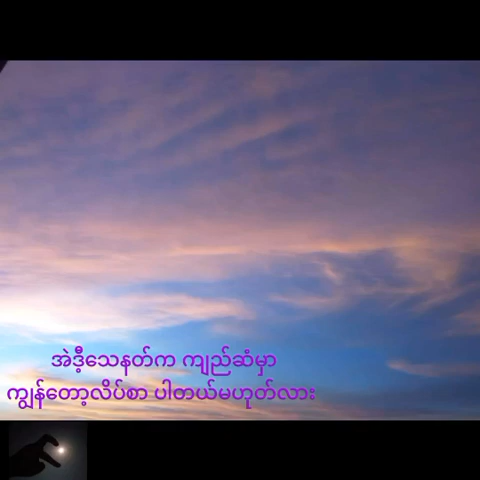 အဲဒီ့သေနတ်က ကျည်ဆံမှာ
ကျွန်တော့လိပ်စာ ပါတယ်မဟုတ်လား